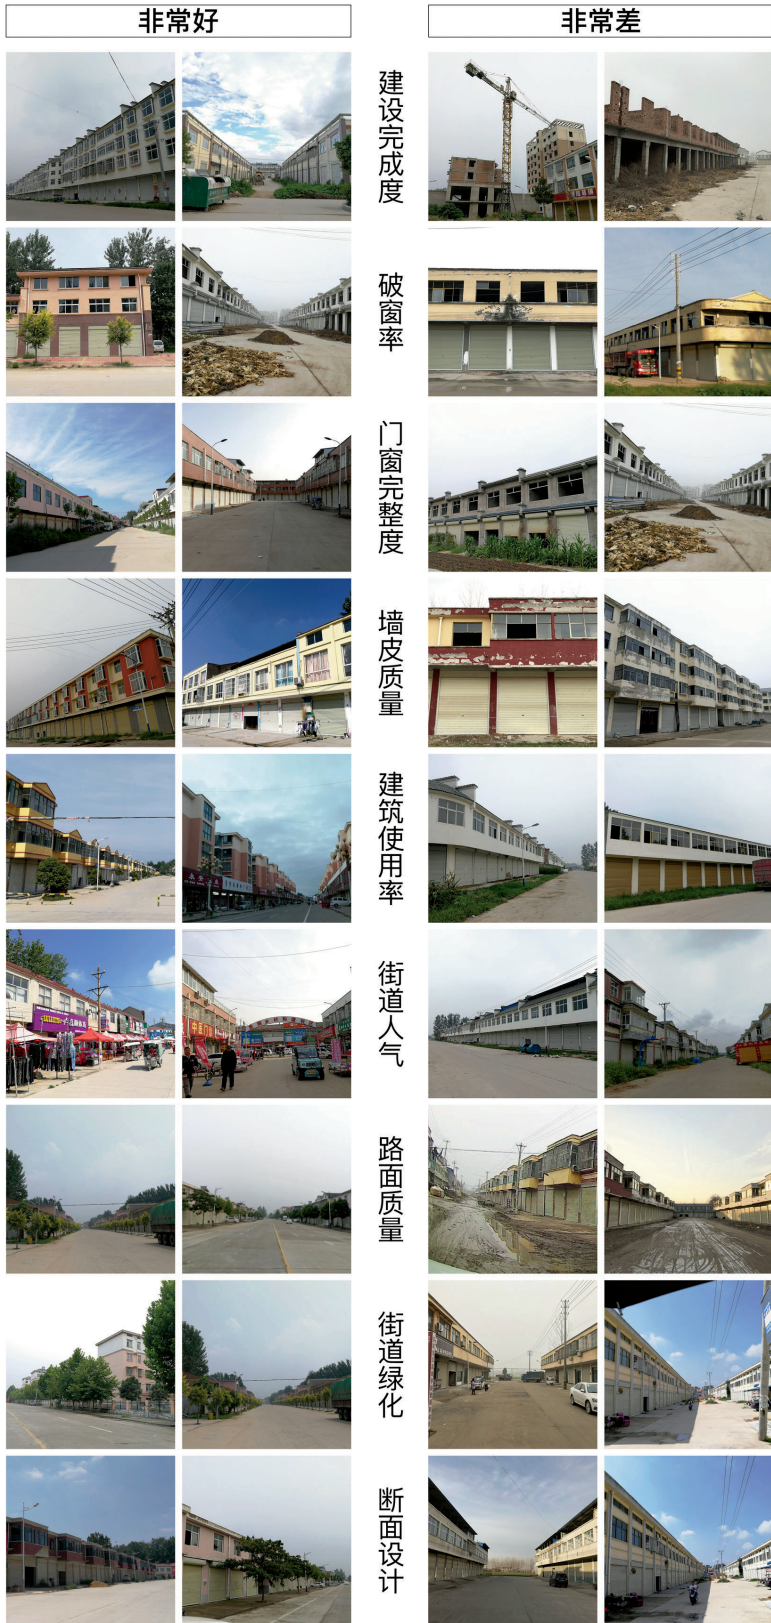 非常好
非常差
建设完成度
破窗率
门窗完整度
墙皮质量
建筑使用率
街道人气
路面质量
街道绿化
断面设计